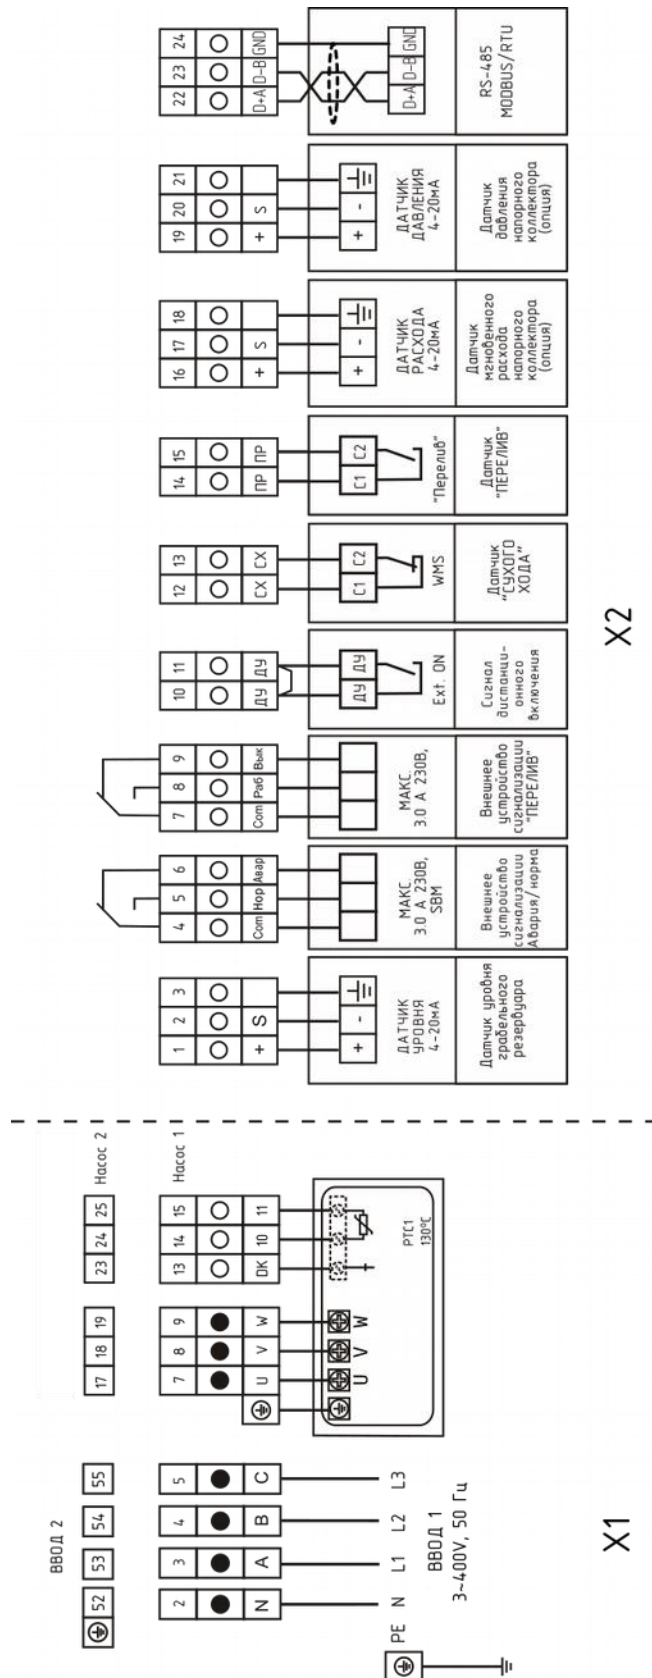 ВВОД 2
52 53 54 55
17 18 19
23 24 25
Насос 2
2 3 4 5
N A B C
PE N L1 L2 L3
ВВОД 1
3~400V, 50 Гц
Насос 1
7 8 9
U V W
13 14 15
DK 10 11
U V W
PTC1
130°C
X1
1 2 3
+ S
+ -
ДАТЧИК
УРОВНЯ
4-20мА
Датчик уровня
грабельного
резервуара
4 5 6
Com Нор Авар
МАКС.
3.0 А 230В,
SBM
Внешнее
устройство
сигнализации
Авария/норма
7 8 9
Com Раб Вык
МАКС.
3.0 А 230В,
Внешнее
устройство
сигнализации
"ПЕРЕЛИВ"
10 11
ДУ ДУ
ДУ ДУ
Ext. ON
Сигнал
дистанци-
онного
включения
12 13
СХ СХ
C1 C2
WMS
Датчик
"СУХОГО
ХОДА"
14 15
ПР ПР
C1 C2
"Перелив"
Датчик
"ПЕРЕЛИВ"
16 17 18
+ S
+ -
ДАТЧИК
РАСХОДА
4-20мА
Датчик
мгновенного
расхода
напорного
коллектора
(опция)
19 20 21
+ S
+ -
ДАТЧИК
ДАВЛЕНИЯ
4-20мА
Датчик
давления
напорного
коллектора
(опция)
22 23 24
D+A D-B GND
D+A D-B GND
RS-485
MODBUS/RTU
X2